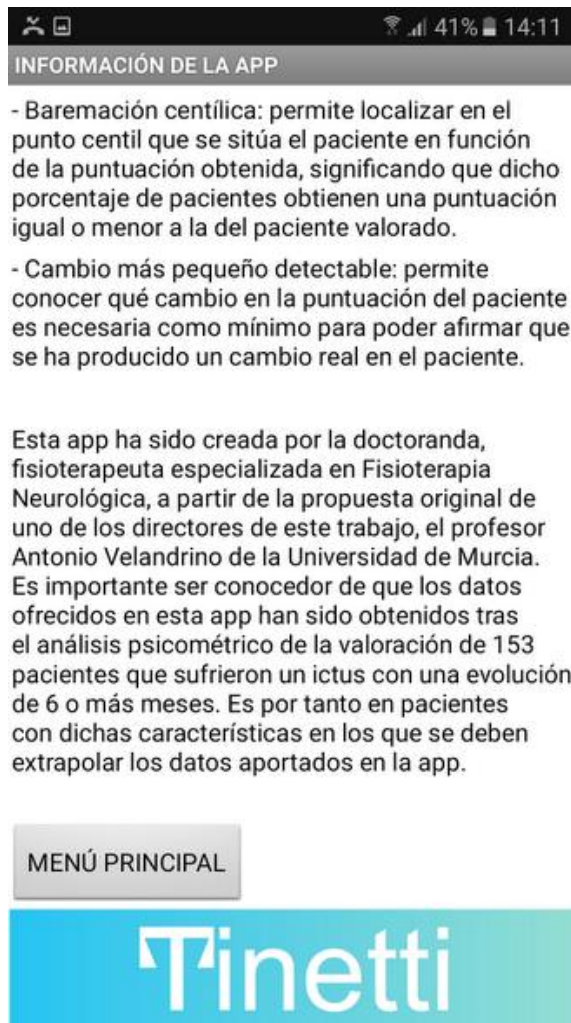 41% 14:11
INFORMACIÓN DE LA APP
- Baremación centílica: permite localizar en el
punto centil que se sitúa el paciente en función
de la puntuación obtenida, significando que dicho
porcentaje de pacientes obtienen una puntuación
igual o menor a la del paciente valorado.
- Cambio más pequeño detectable: permite
conocer qué cambio en la puntuación del paciente
es necesaria como mínimo para poder afirmar que
se ha producido un cambio real en el paciente.
Esta app ha sido creada por la doctoranda,
fisioterapeuta especializada en Fisioterapia
Neurológica, a partir de la propuesta original de
uno de los directores de este trabajo, el profesor
Antonio Velandrino de la Universidad de Murcia.
Es importante ser conocedor de que los datos
ofrecidos en esta app han sido obtenidos tras
el análisis psicométrico de la valoración de 153
pacientes que sufrieron un ictus con una evolución
de 6 o más meses. Es por tanto en pacientes
con dichas características en los que se deben
extrapolar los datos aportados en la app.
MENÚ PRINCIPAL
Tinetti